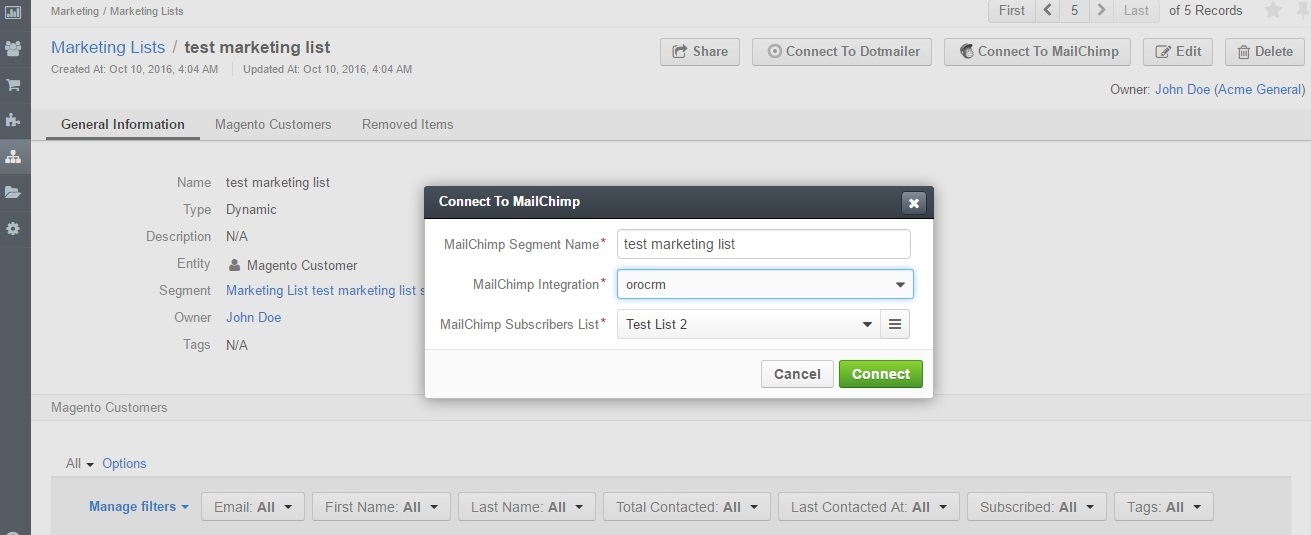 Marketing / Marketing Lists
First 5 Last of 5 Records
Marketing Lists / test marketing list
Share Connect To Dotmailer Connect To MailChimp Edit Delete
Created At: Oct 10, 2016, 4:04 AM Updated At: Oct 10, 2016, 4:04 AM
Owner: John Doe (Acme General)
General Information Magento Customers Removed Items
Name test marketing list
Type Dynamic
Description N/A
Entity Magento Customer
Segment Marketing List test marketing list s
Owner John Doe
Tags N/A
Connect To MailChimp
MailChimp Segment Name* test marketing list
MailChimp Integration* orocrm
MailChimp Subscribers List* Test List 2
Cancel Connect
Magento Customers
All Options
Manage filters Email: All First Name: All Last Name: All Total Contacted: All Last Contacted At: All Subscribed: All Tags: All